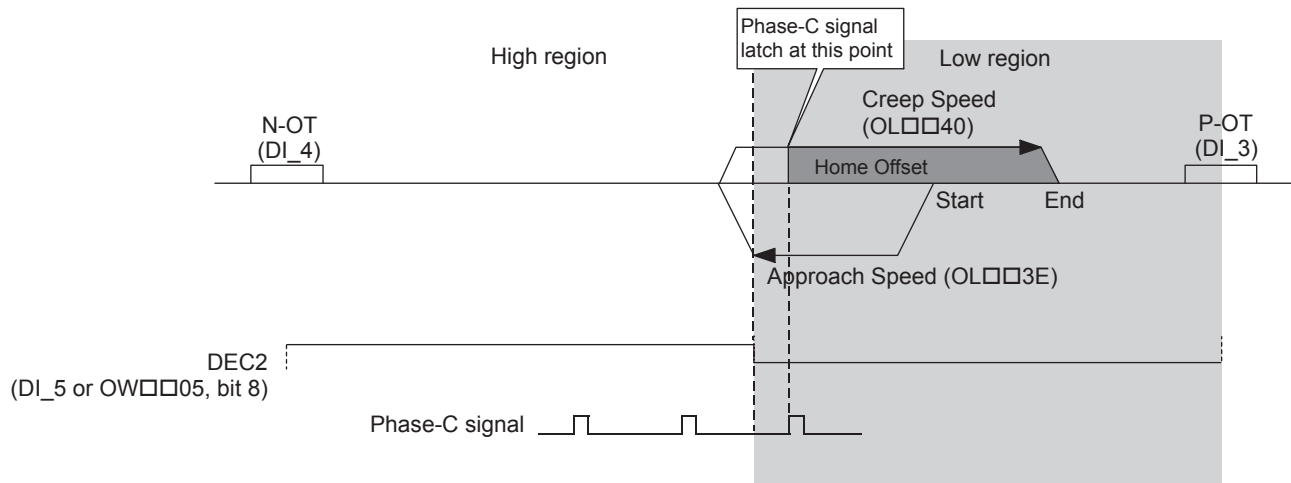 Phase-C signal
latch at this point
High region
Low region
Creep Speed
(OL□□40)
N-OT
(DI_4)
P-OT
(DI_3)
Home Offset
Start
End
Approach Speed (OL□□3E)
DEC2
(DI_5 or OW□□05, bit 8)
Phase-C signal